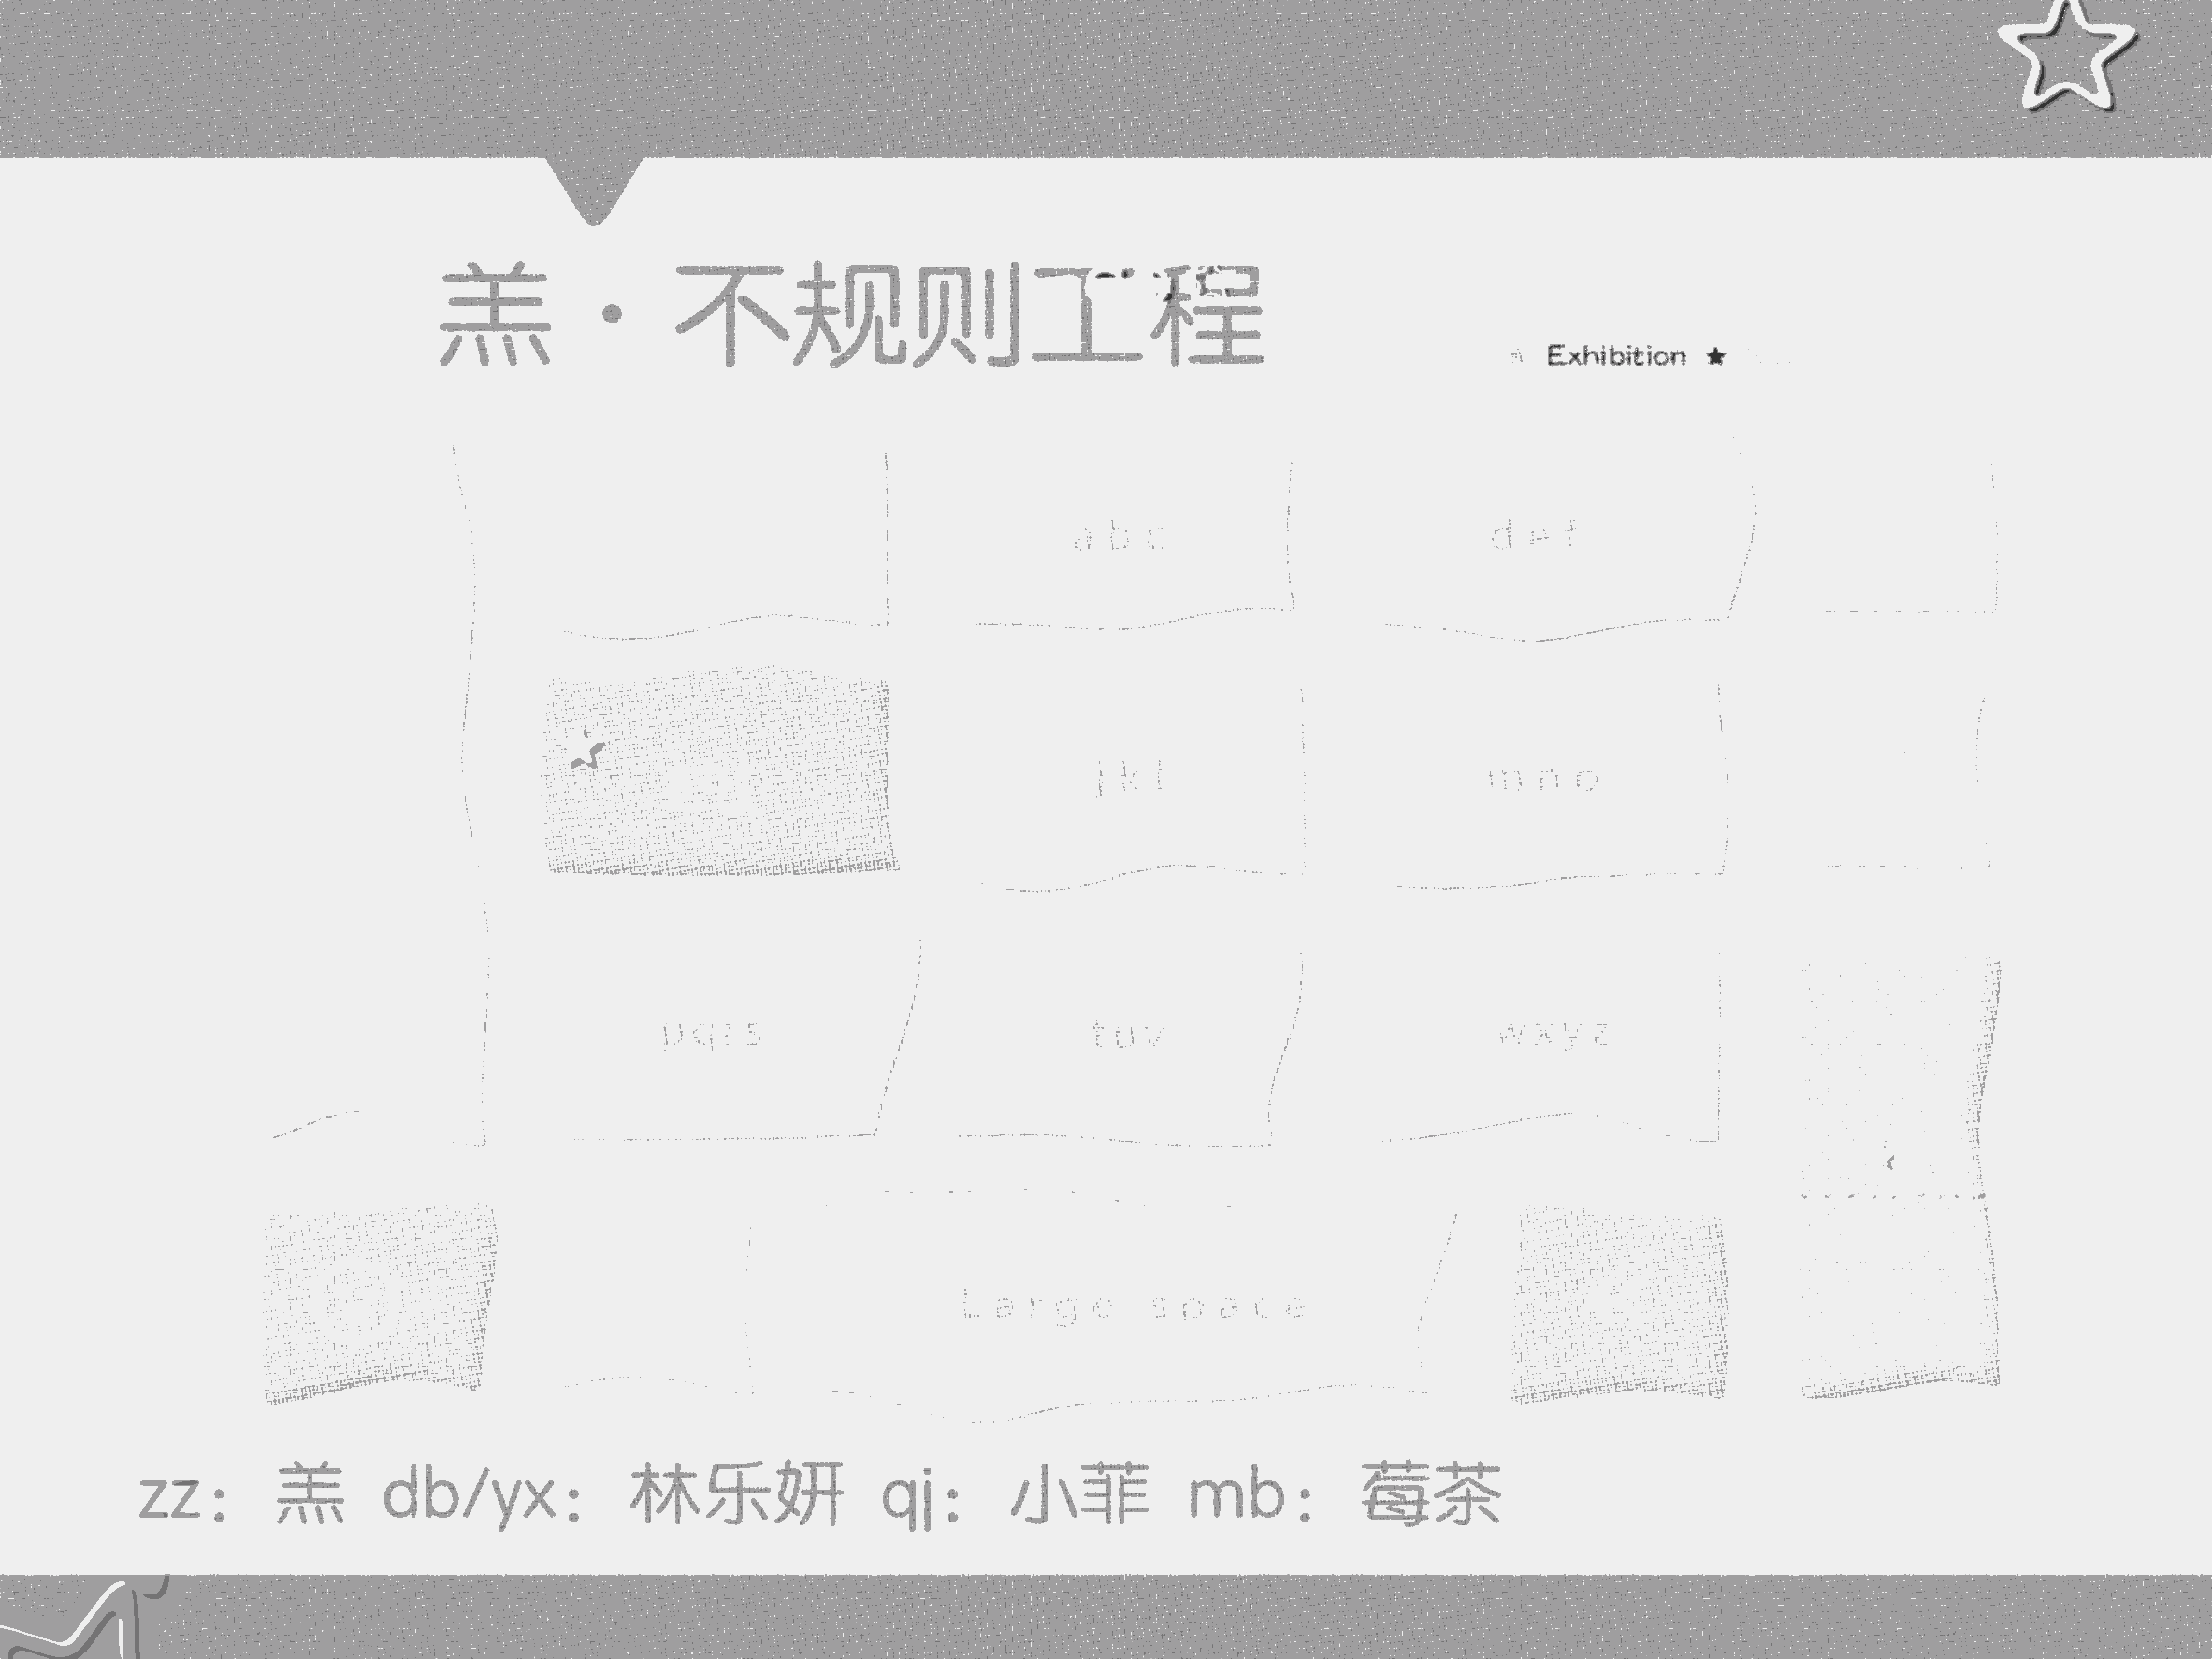 羔·不规则工程
Exhibition
abc def
jkl mno
pqrs tuv wxyz
Large space
zz：羔 db/yx：林乐妍 qj：小菲 mb：莓茶